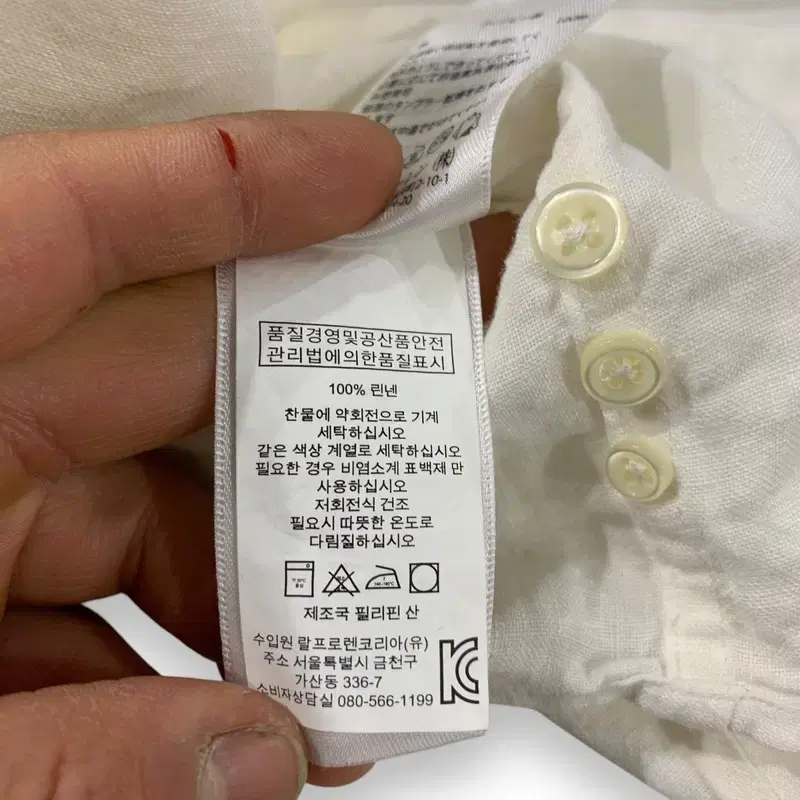 품질경영및공산품안전
관리법에의한품질표시
100% 린넨
찬물에 약회전으로 기계
세탁하십시오
같은 색상 계열로 세탁하십시오
필요한 경우 비염소계 표백재 만
사용하십시오
저회전식 건조
필요시 따뜻한 온도로
다림질하십시오
제조국 필리핀 산
수입원 랄프로렌코리아(유)
주소 서울특별시 금천구
가산동 336-7
소비자상담실 080-566-1199